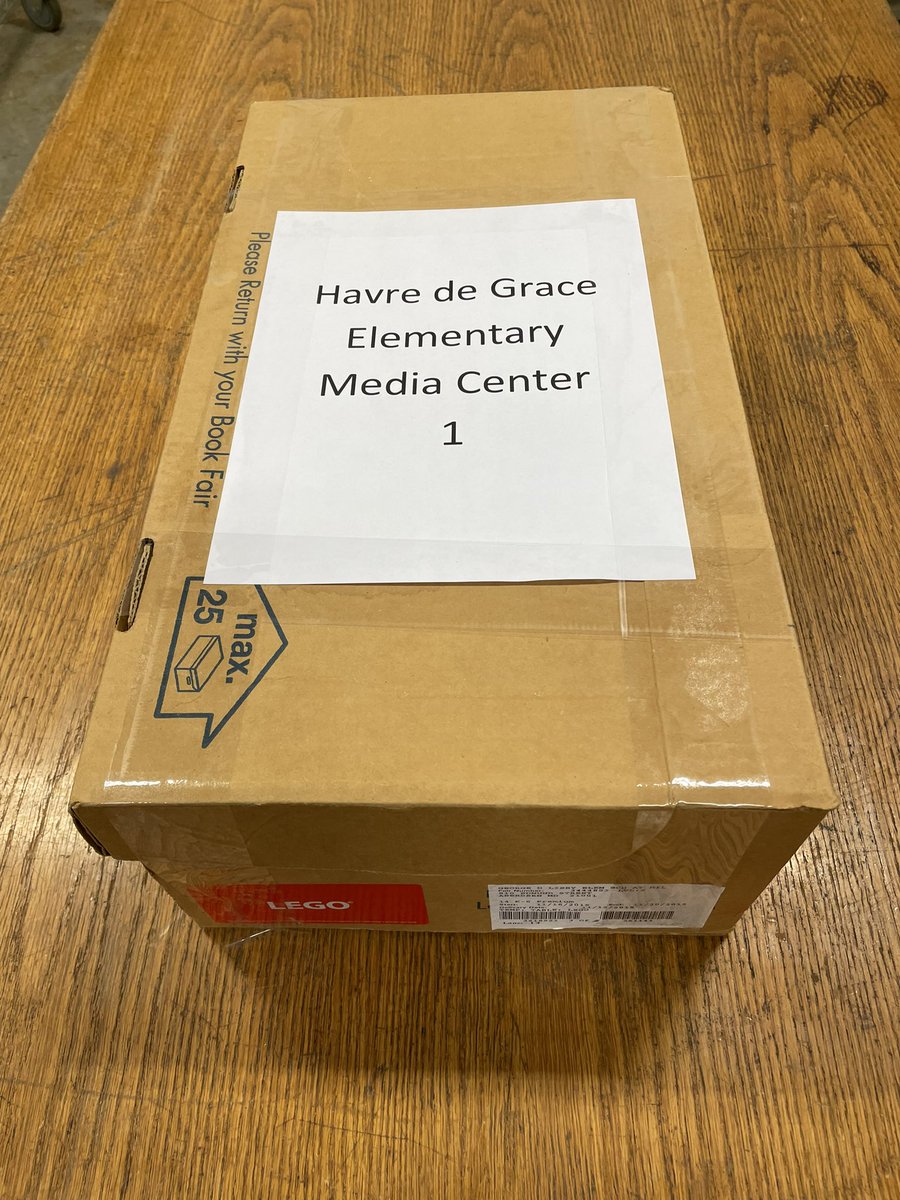 Havre de Grace
Elementary
Media Center
1
Please Return with your Book Fair
max.
25
LEGO